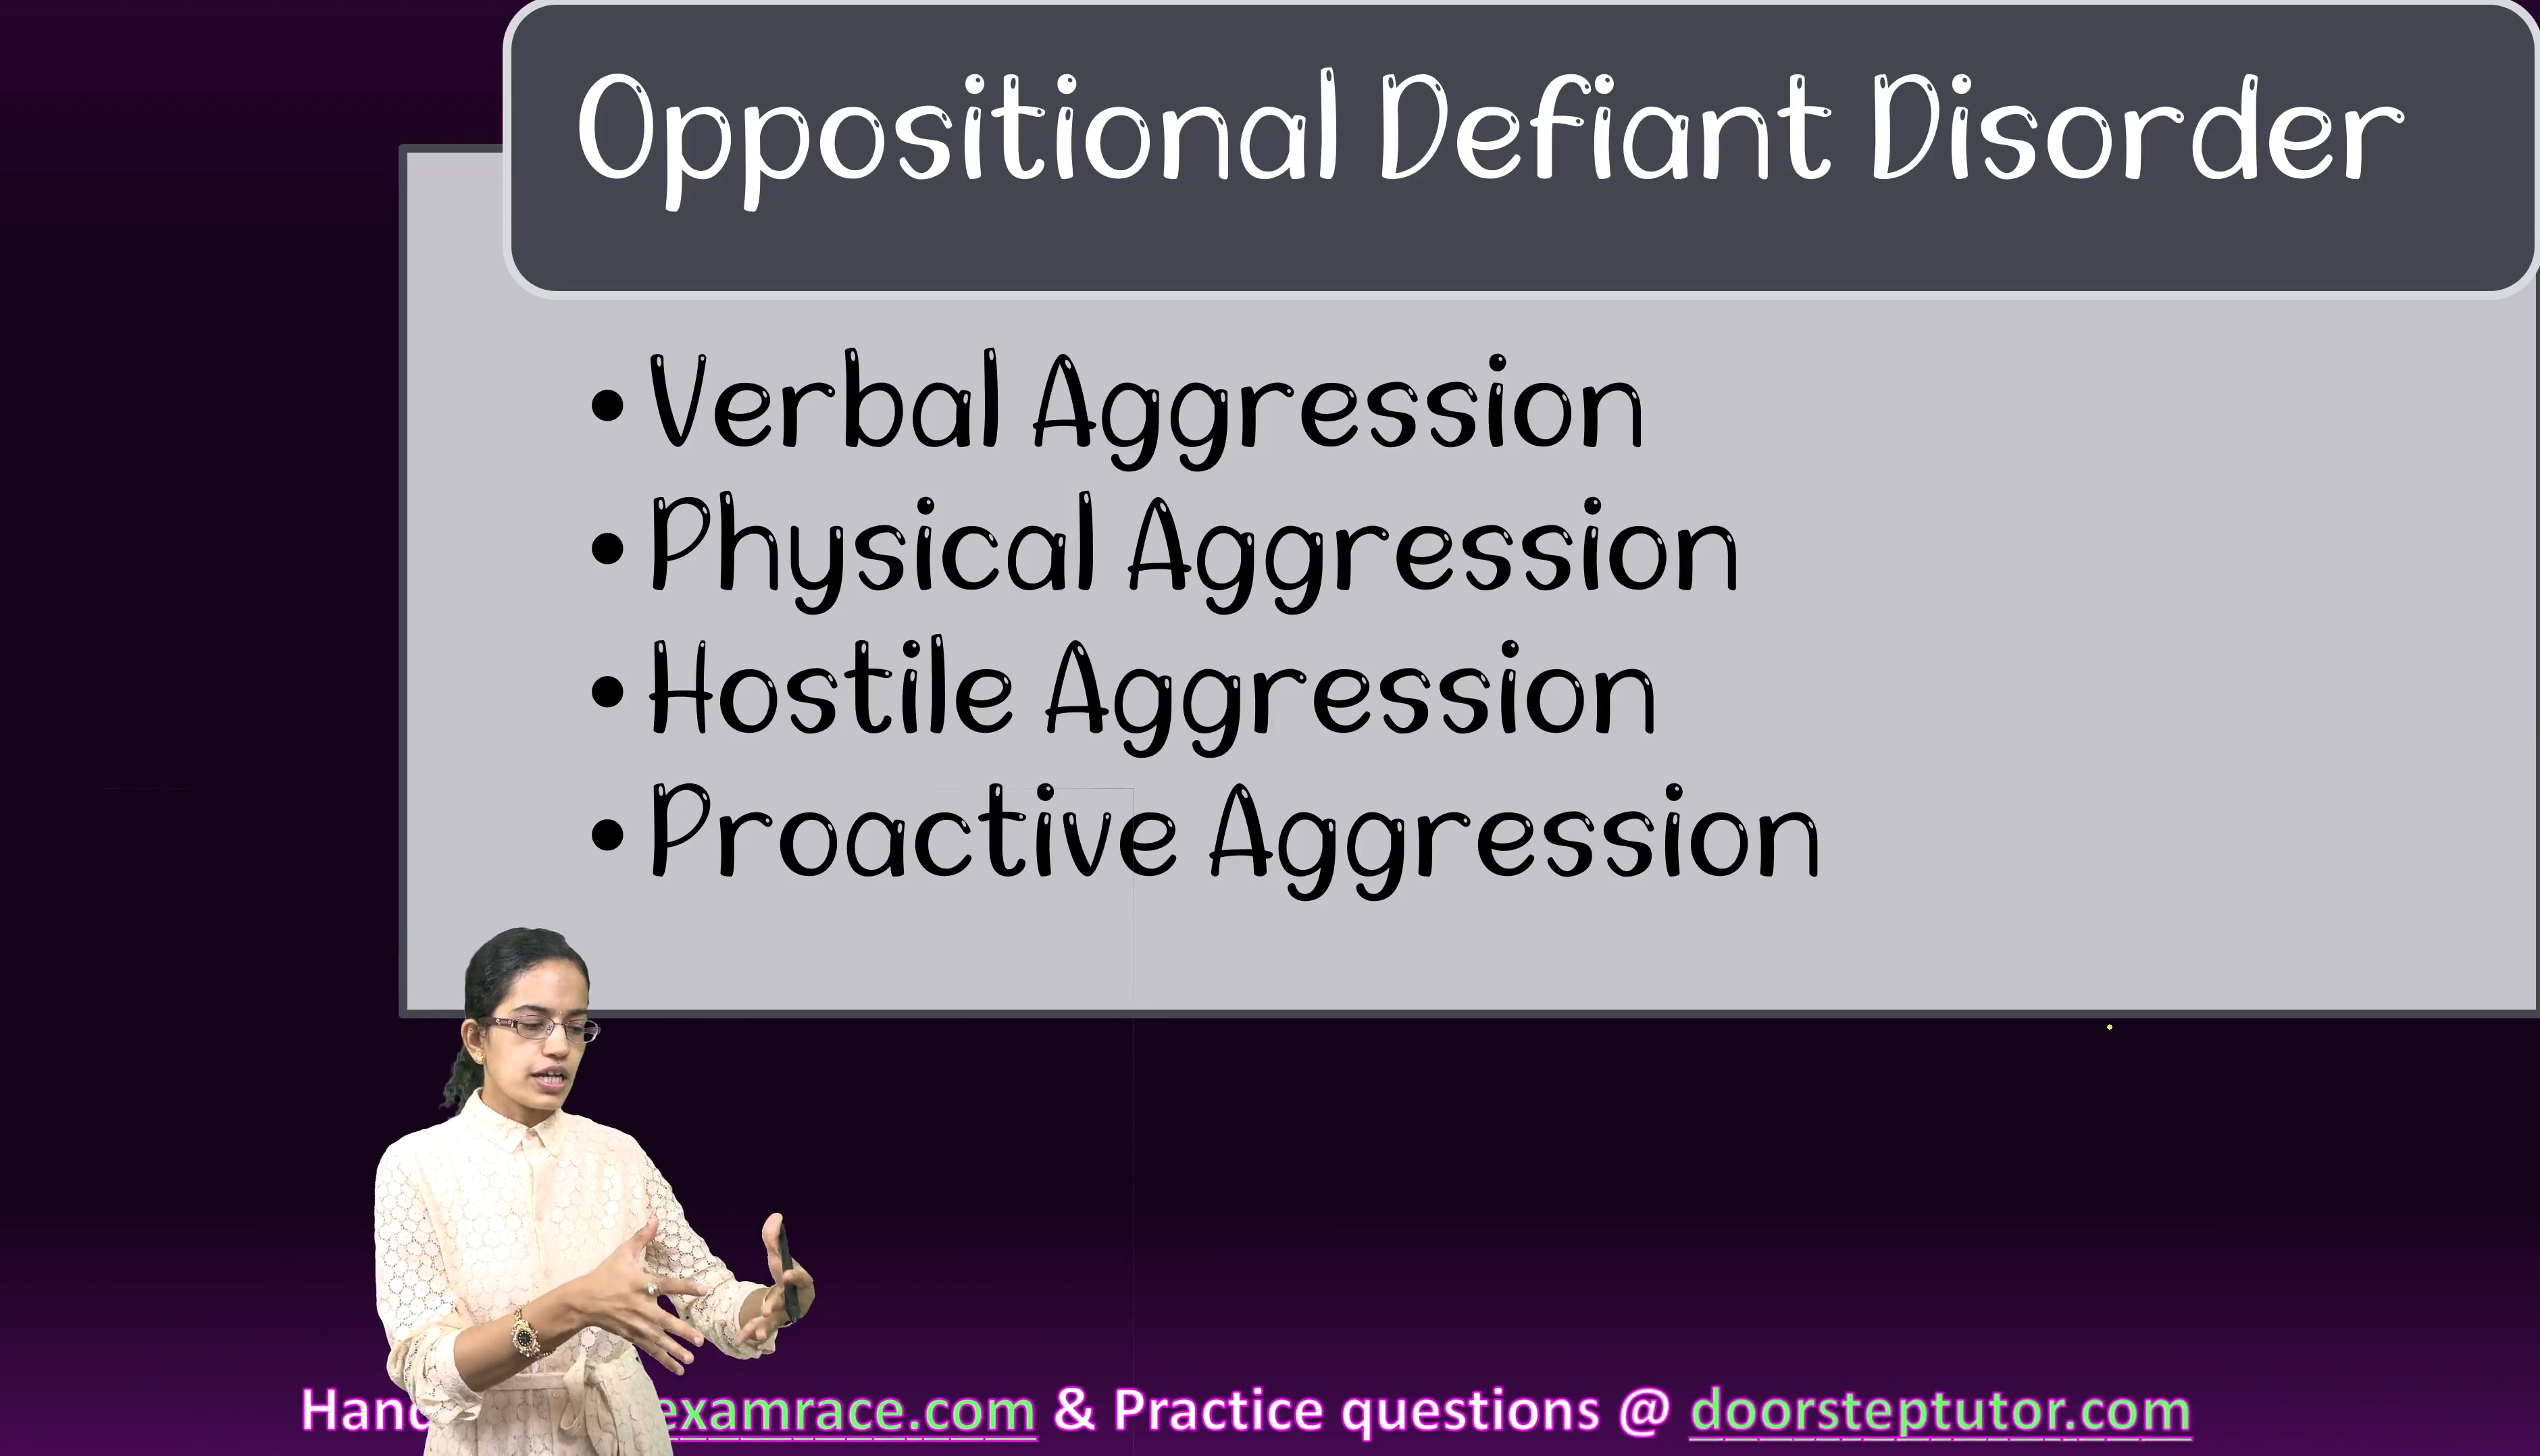 Oppositional Defiant Disorder
• Verbal Aggression
• Physical Aggression
• Hostile Aggression
• Proactive Aggression
examrace.com & Practice questions @ doorsteptutor.com